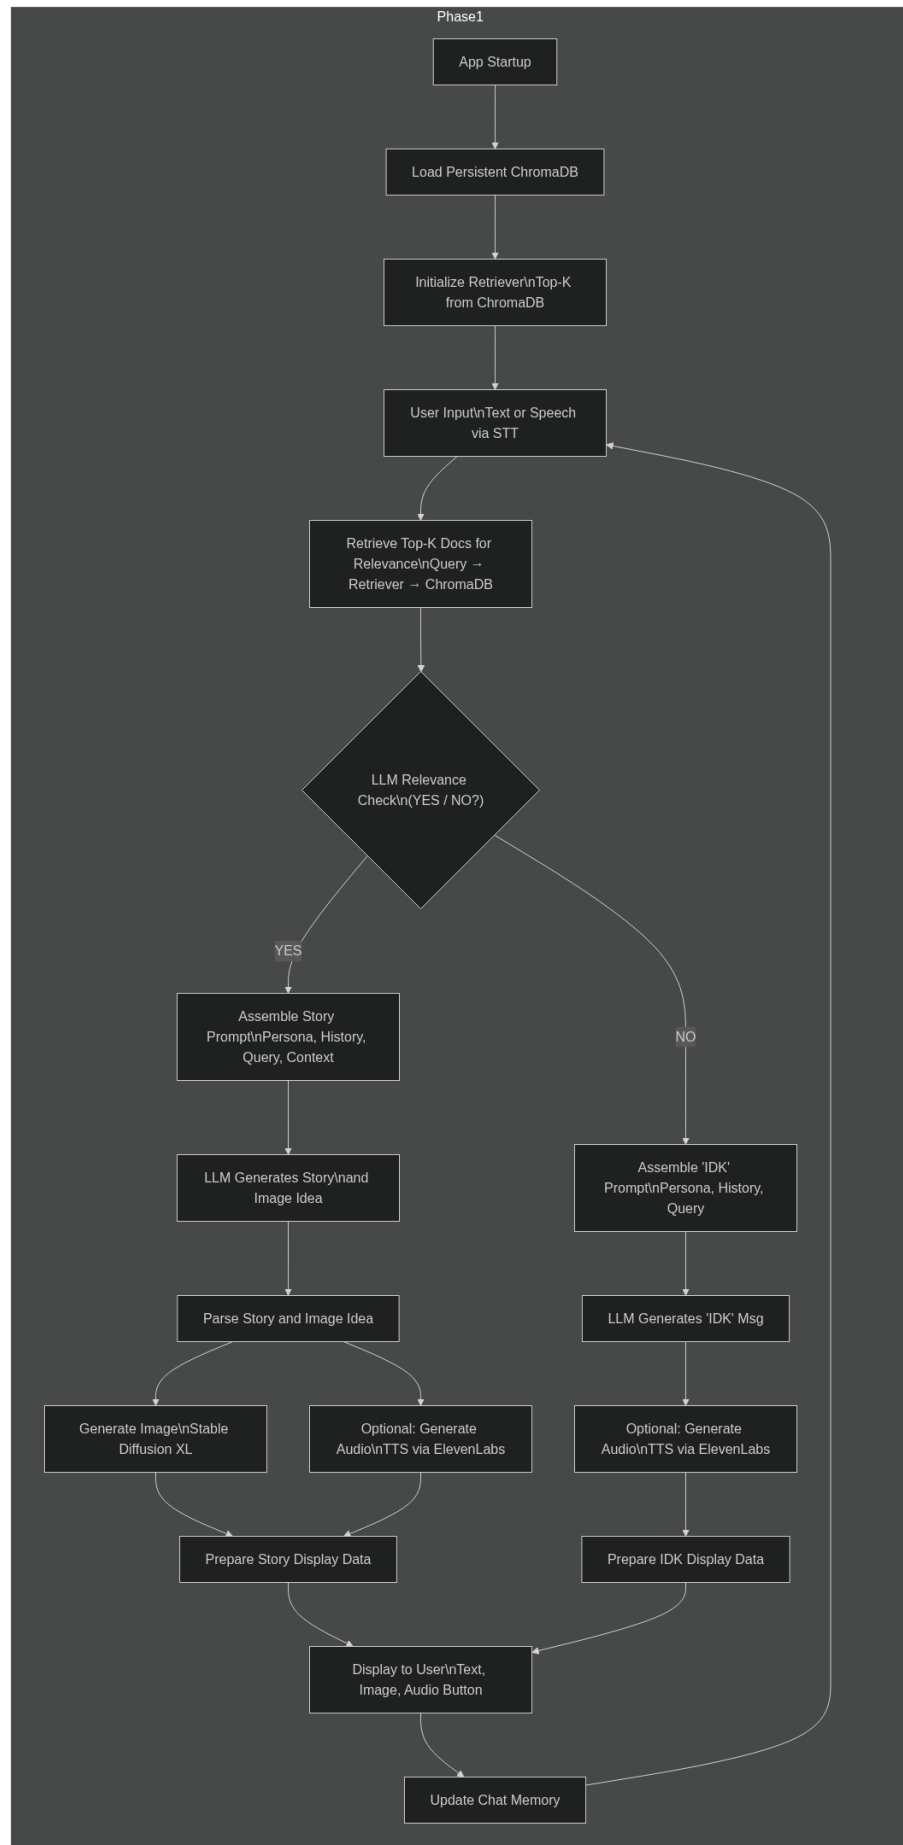 Phase1
App Startup
Load Persistent ChromaDB
Initialize Retriever\nTop-K
from ChromaDB
User Input\nText or Speech
via STT
Retrieve Top-K Docs for
Relevance\nQuery →
Retriever → ChromaDB
LLM Relevance
Check\n(YES / NO?)
YES
NO
Assemble Story
Prompt\nPersona, History,
Query, Context
LLM Generates Story\nand
Image Idea
Assemble 'IDK'
Prompt\nPersona, History,
Query
Parse Story and Image Idea
LLM Generates 'IDK' Msg
Generate Image\nStable
Diffusion XL
Optional: Generate
Audio\nTTS via ElevenLabs
Optional: Generate
Audio\nTTS via ElevenLabs
Prepare Story Display Data
Prepare IDK Display Data
Display to User\nText,
Image, Audio Button
Update Chat Memory